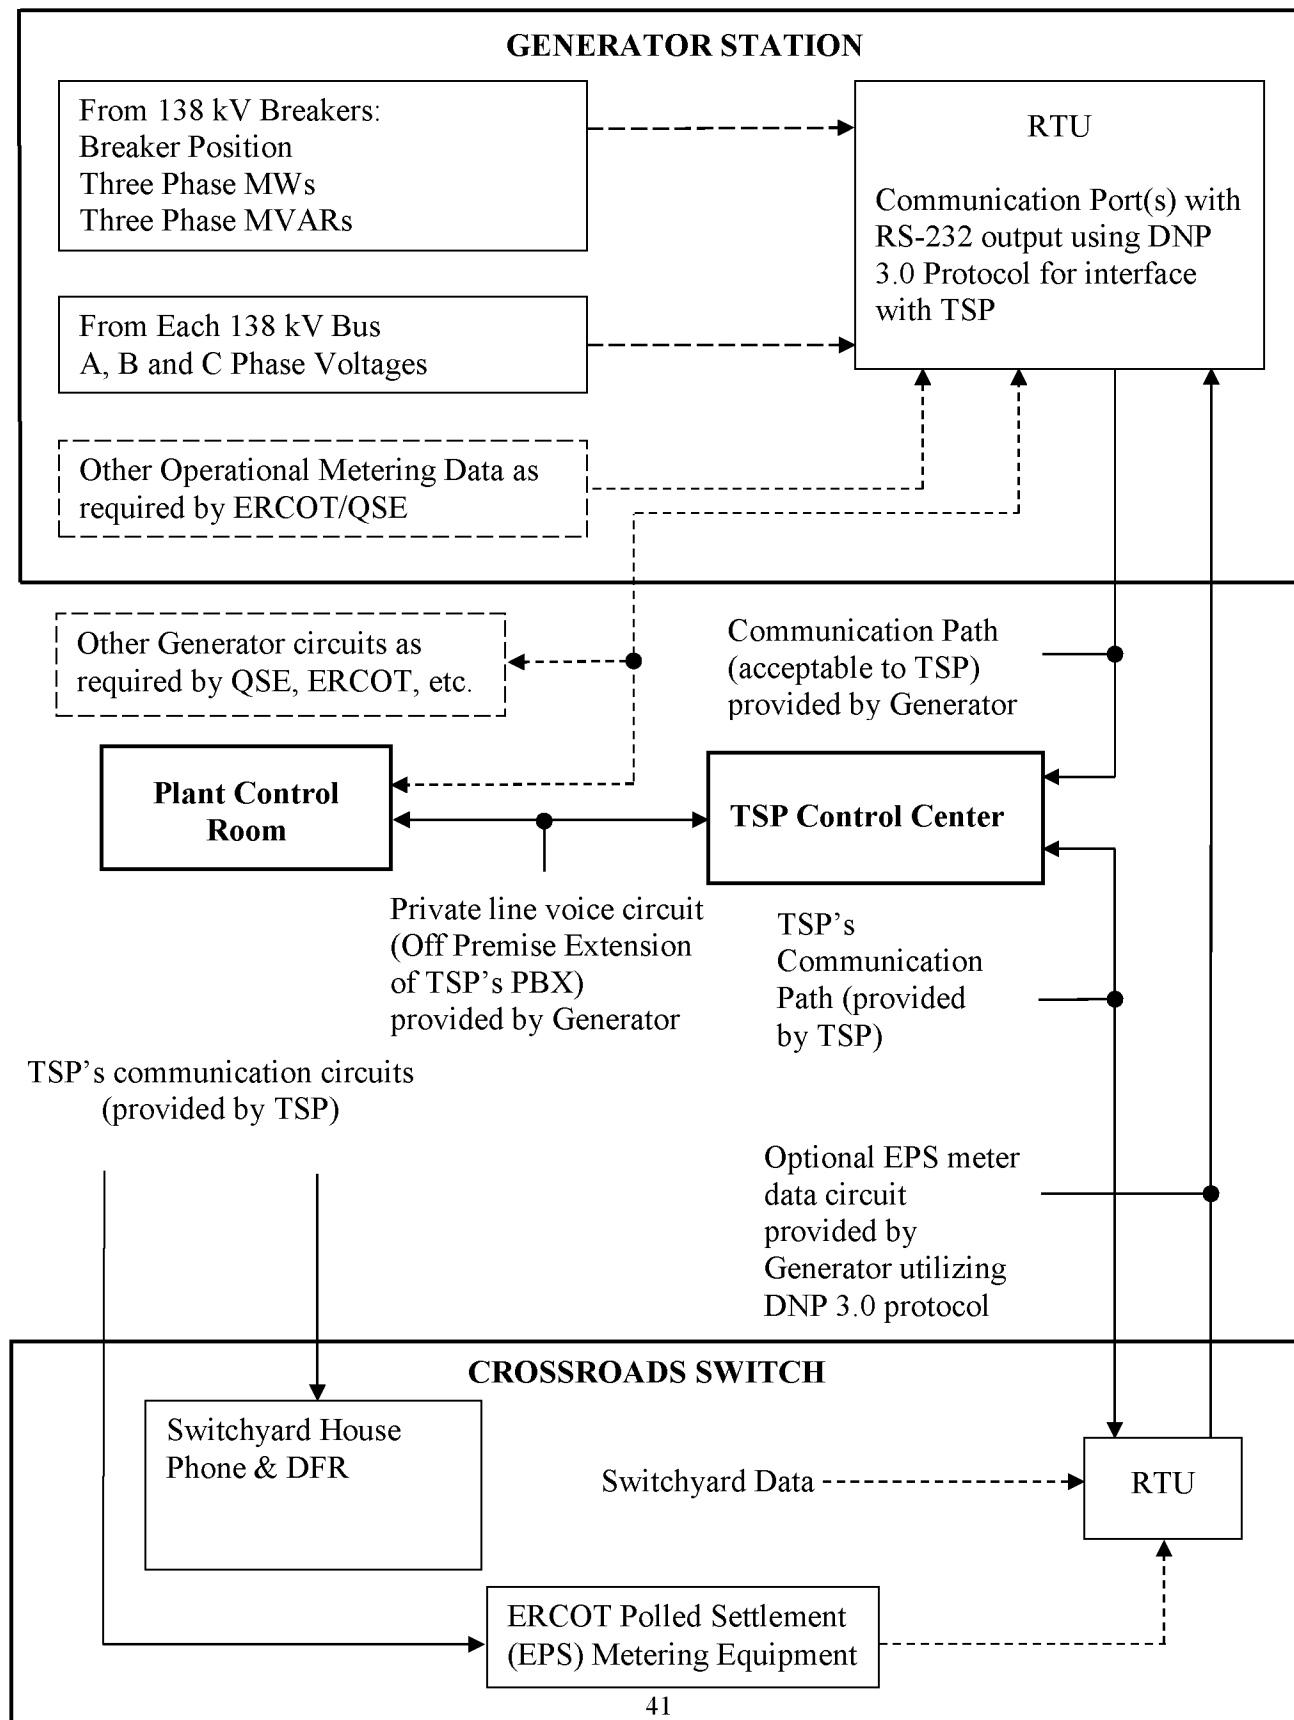 GENERATOR STATION
From 138 kV Breakers:
Breaker Position
Three Phase MWs
Three Phase MVARs
RTU
Communication Port(s) with
RS-232 output using DNP
3.0 Protocol for interface
with TSP
From Each 138 kV Bus
A, B and C Phase Voltages
Other Operational Metering Data as
required by ERCOT/QSE
Other Generator circuits as
required by QSE, ERCOT, etc.
Communication Path
(acceptable to TSP)
provided by Generator
Plant Control
Room
TSP Control Center
Private line voice circuit
(Off Premise Extension
of TSP's PBX)
provided by Generator
TSP's
Communication
Path (provided
by TSP)
TSP's communication circuits
(provided by TSP)
Optional EPS meter
data circuit
provided by
Generator utilizing
DNP 3.0 protocol
CROSSROADS SWITCH
Switchyard House
Phone & DFR
Switchyard Data
RTU
ERCOT Polled Settlement
(EPS) Metering Equipment
41